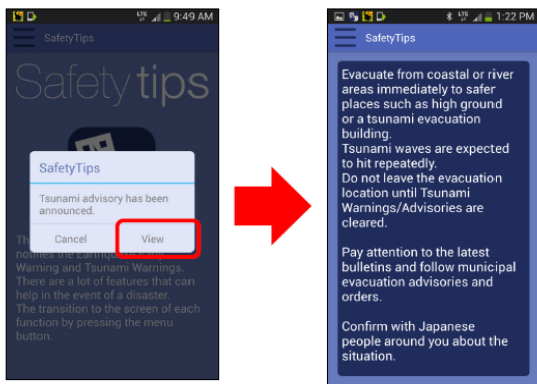 LTE 9:49 AM
SafetyTips
Safety tips
SafetyTips
Tsunami advisory has been
announced.
Cancel View
notifies the Earthquake Early
Warning and Tsunami Warnings.
There are a lot of features that can
help in the event of a disaster.
The transition to the screen of each
function by pressing the menu
button.
LTE 1:22 PM
SafetyTips
Evacuate from coastal or river
areas immediately to safer
places such as high ground
or a tsunami evacuation
building.
Tsunami waves are expected
to hit repeatedly.
Do not leave the evacuation
location until Tsunami
Warnings/Advisories are
cleared.
Pay attention to the latest
bulletins and follow municipal
evacuation advisories and
orders.
Confirm with Japanese
people around you about the
situation.